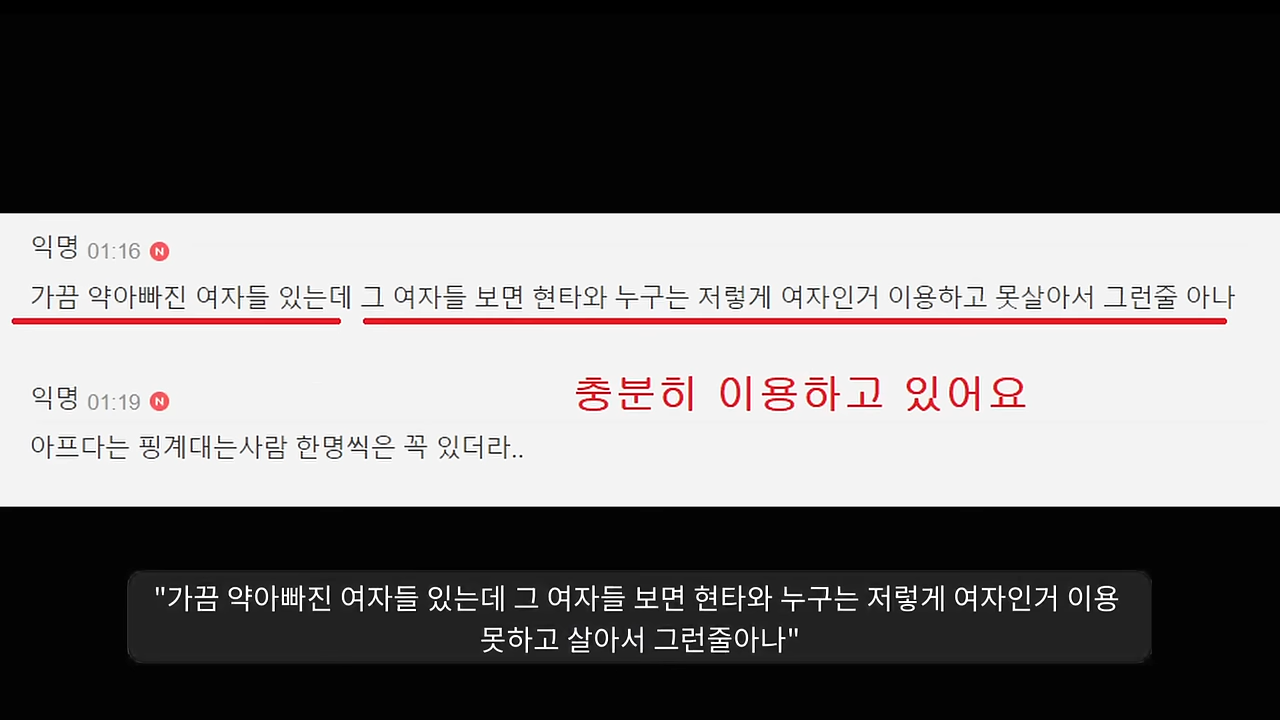 익명 01:16 N
가끔 약아빠진 여자들 있는데 그 여자들 보면 현타와 누구는 저렇게 여자인거 이용하고 못살아서 그런줄 아나
충분히 이용하고 있어요
익명 01:19 N
아프다는 핑계대는사람 한명씩은 꼭 있더라..
"가끔 약아빠진 여자들 있는데 그 여자들 보면 현타와 누구는 저렇게 여자인거 이용
못하고 살아서 그런줄아나"